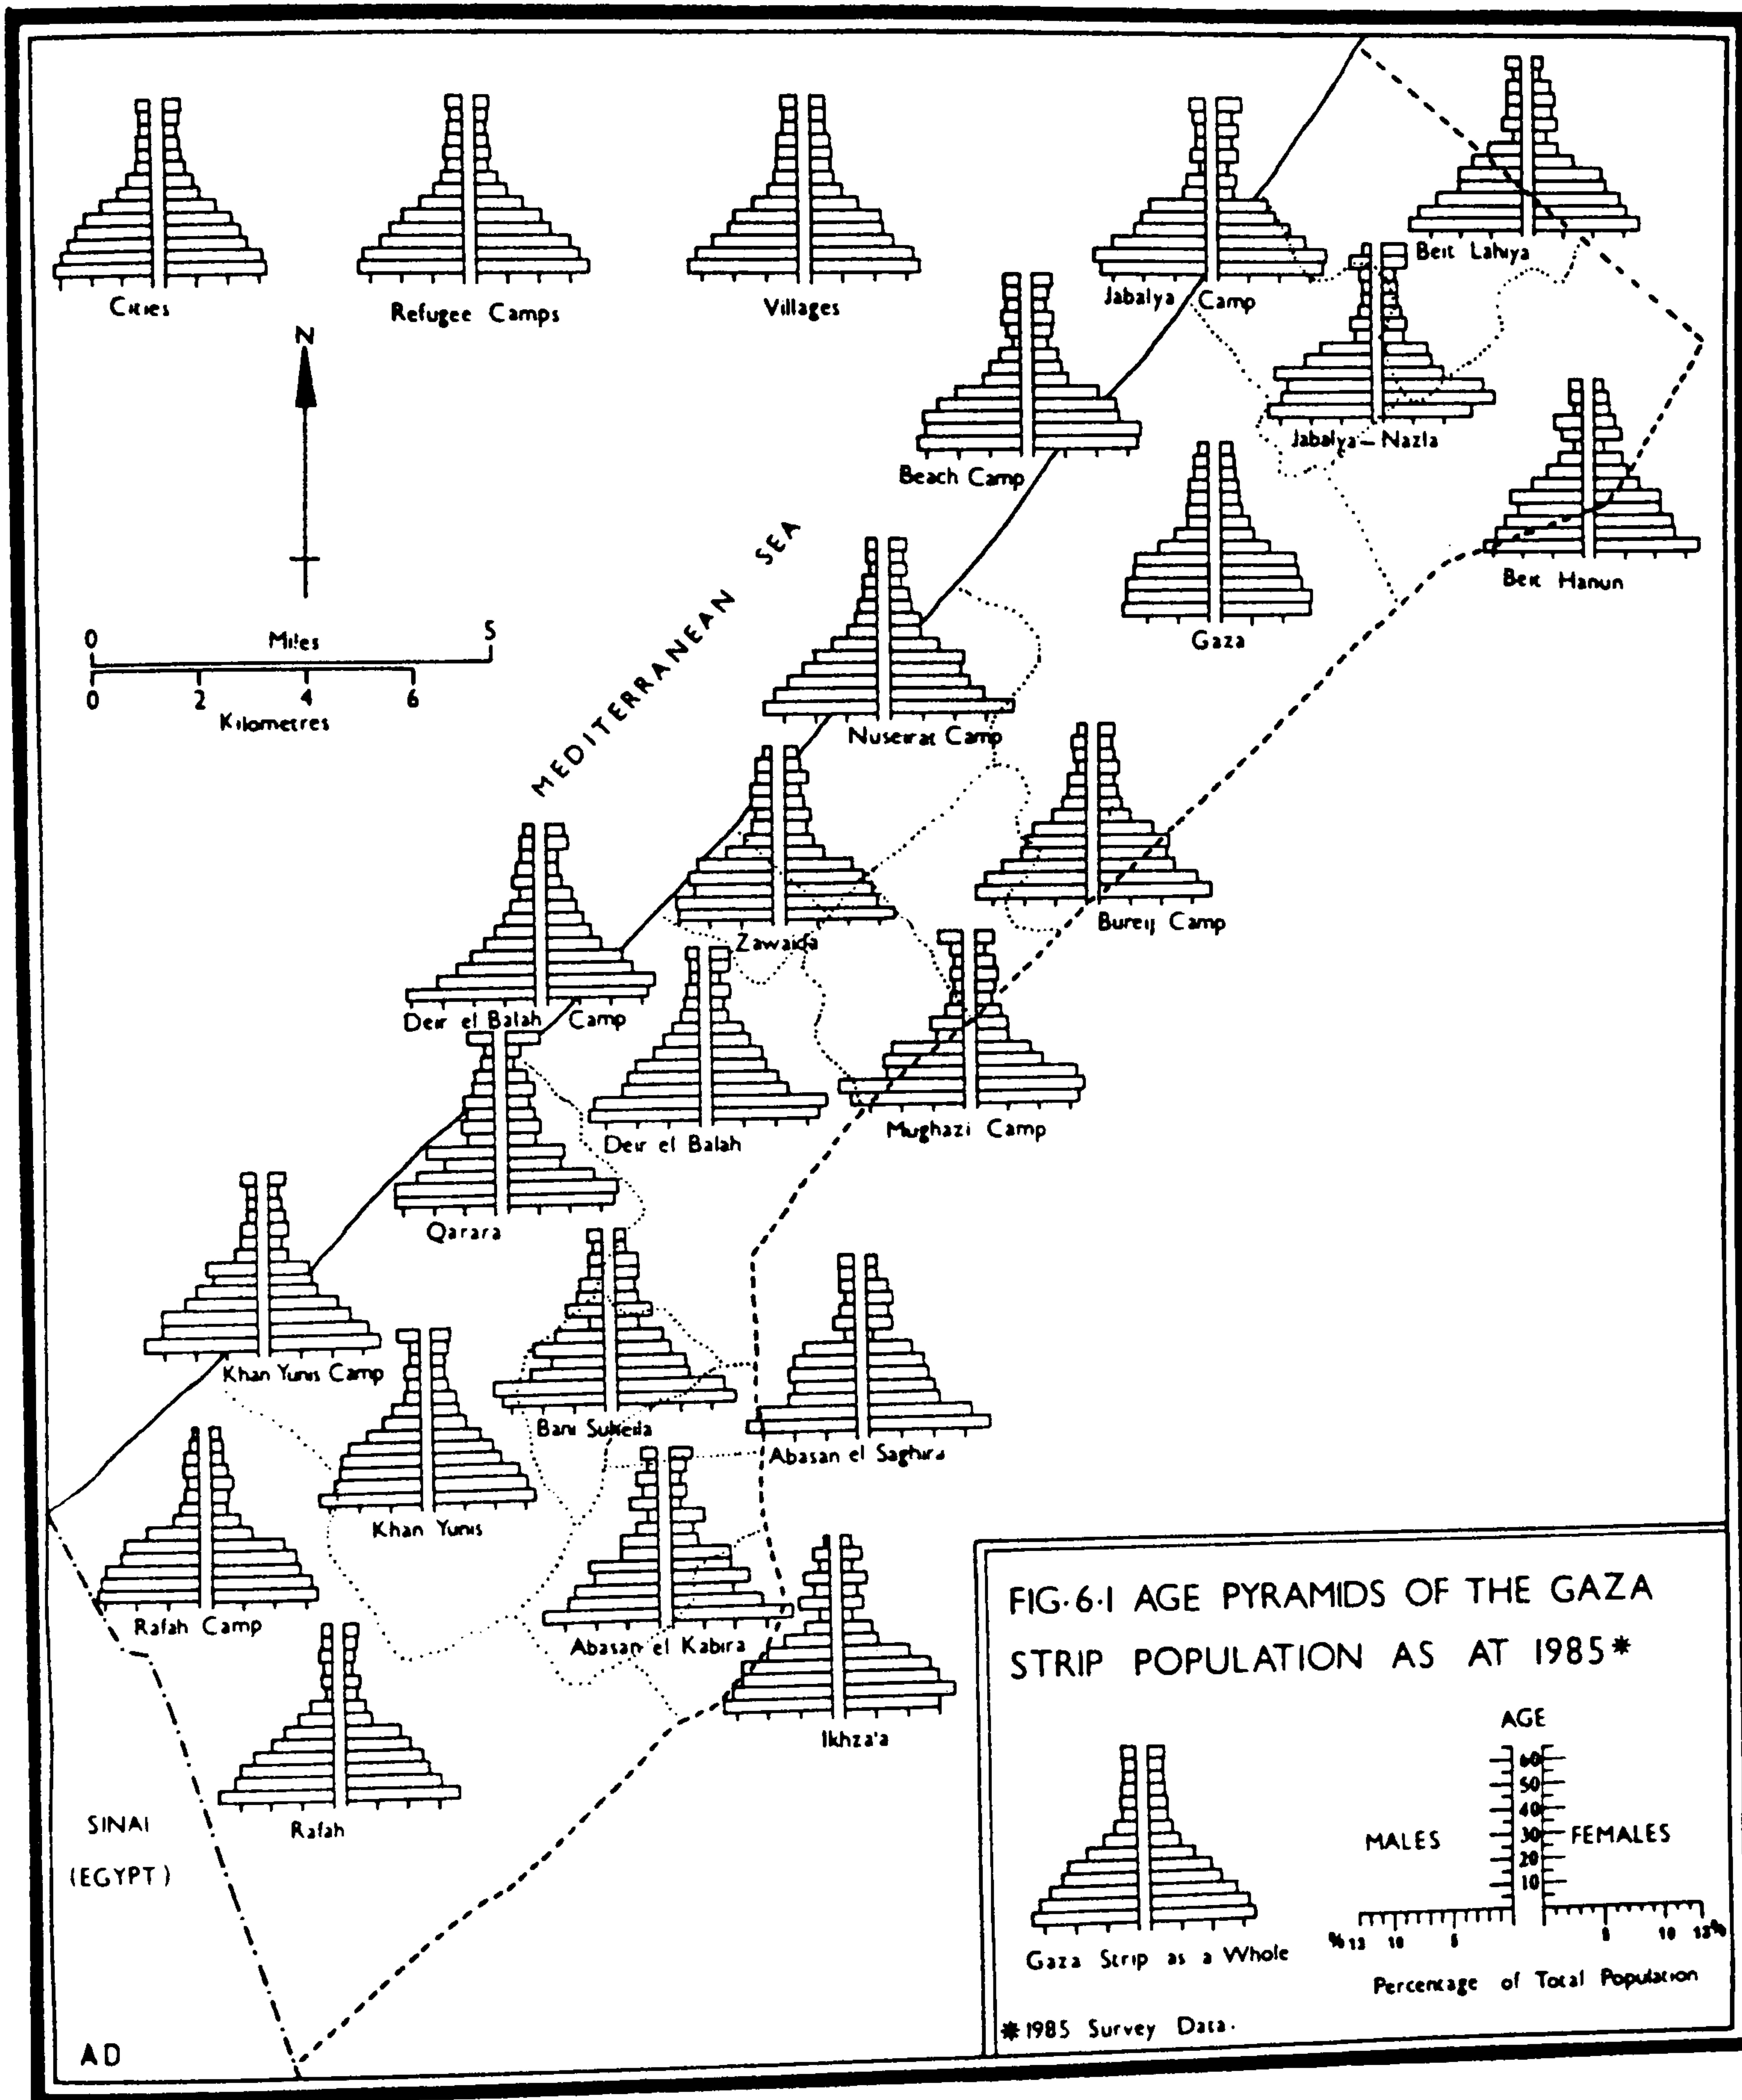 Cities
Refugee Camps
Villages
Jabalya Camp
Beit Lahiya
Beach Camp
Jabalya-Nazla
N
Gaza
Beit Hanun
MEDITERRANEAN SEA
0 Miles 5
0 2 4 6
Kilometres
Nuseirat Camp
Zawaida
Bureij Camp
Deir el Balah Camp
Deir el Balah
Mughazi Camp
Qarara
Khan Yunis Camp
Bani Suheila
Abasan el Saghira
Khan Yunis
Rafah Camp
Abasan el Kabira
Ikhza'a
Rafah
SINAI
(EGYPT)
AD
FIG.6.1 AGE PYRAMIDS OF THE GAZA
STRIP POPULATION AS AT 1985*
AGE
60
50
40
MALES 30 FEMALES
20
10
%13 10 5 5 10 13%
Gaza Strip as a Whole
Percentage of Total Population
*1985 Survey Data.